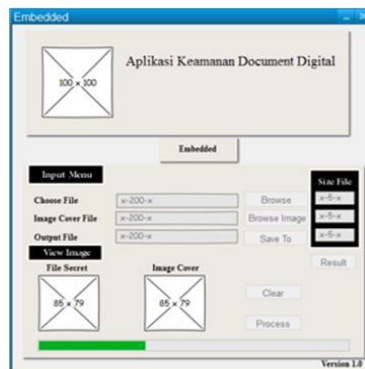 Embedded
Aplikasi Keamanan Document Digital
100 x 100
Embedded
Input Menu
Size File
Choose File x-200-x Browse x-5-x
Image Cover File x-200-x Browse Image x-5-x
Output File x-200-x Save To x-5-x
View Image
Result
File Secret Image Cover
85 x 79 85 x 79 Clear
Process
Version 1.0